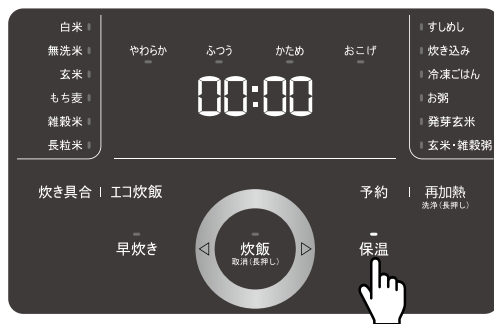 白米
無洗米
玄米
もち麦
雑穀米
長粒米
やわらか ふつう かため おこげ
00:00
すしめし
炊き込み
冷凍ごはん
お粥
発芽玄米
玄米・雑穀粥
炊き具合 エコ炊飯 予約 再加熱
洗浄(長押し)
早炊き 炊飯 保温
取消(長押し)